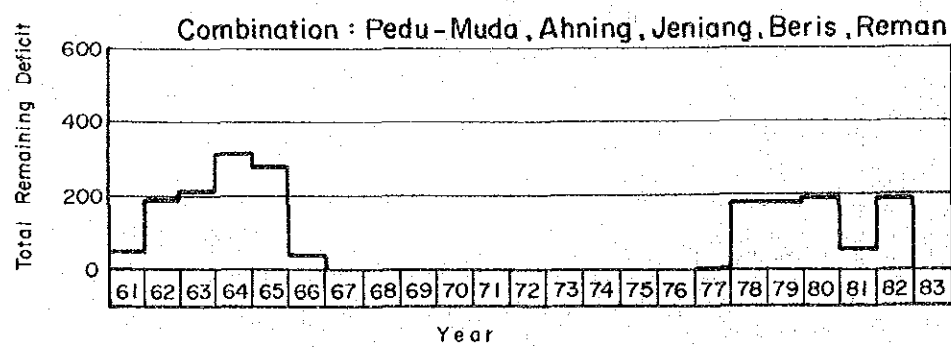 Combination : Pedu-Muda, Ahning, Jeniang, Beris, Reman
Total Remaining Deficit
600
400
200
0
61 62 63 64 65 66 67 68 69 70 71 72 73 74 75 76 77 78 79 80 81 82 83
Year